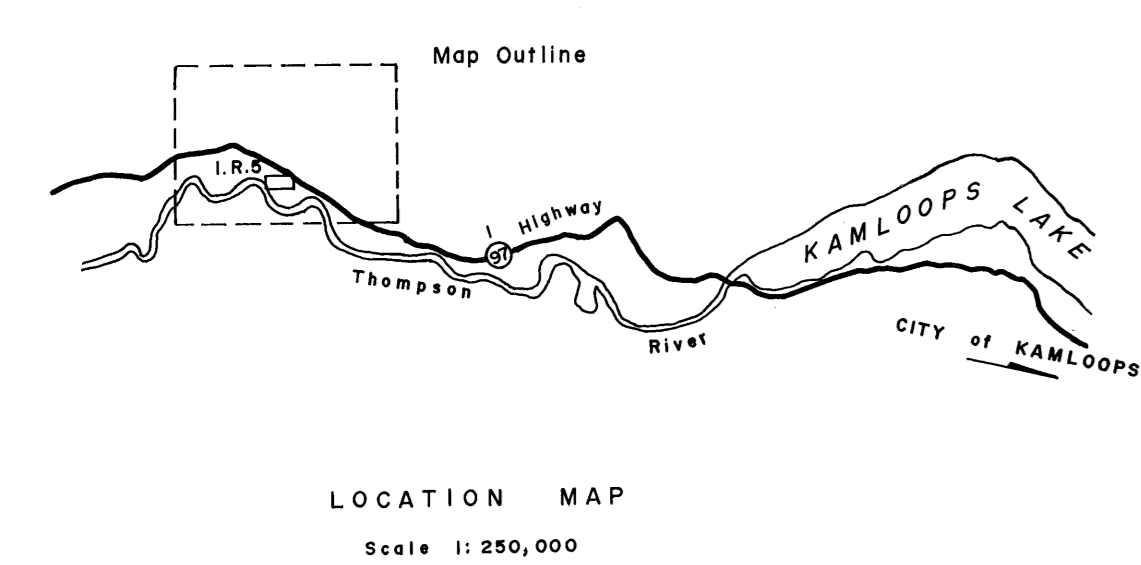 Map Outline
I.R.5
1
97
Highway
Thompson
River
KAMLOOPS LAKE
CITY of KAMLOOPS
LOCATION MAP
Scale 1: 250,000